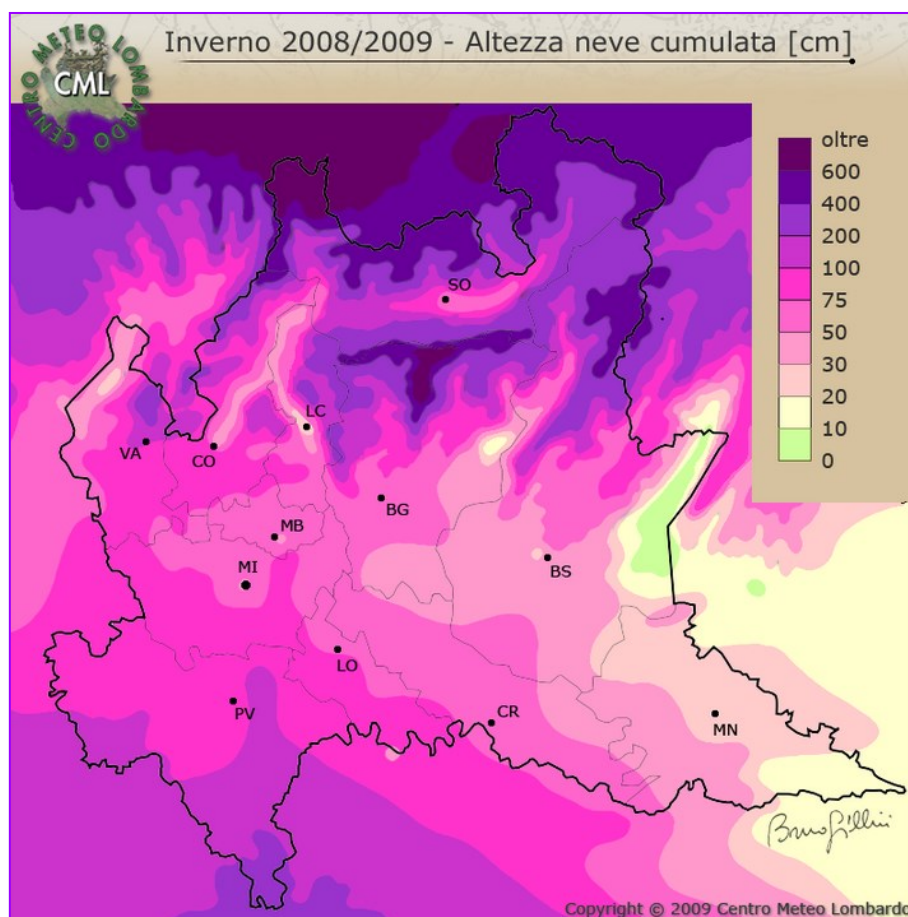 CENTRO METEO LOMBARDO
CML
Inverno 2008/2009 - Altezza neve cumulata [cm]
oltre
600
400
200
100
75
50
30
20
10
0
SO
LC
VA
CO
BG
MB
MI
BS
LO
PV
CR
MN
Bruno Grillini
Copyright © 2009 Centro Meteo Lombardo